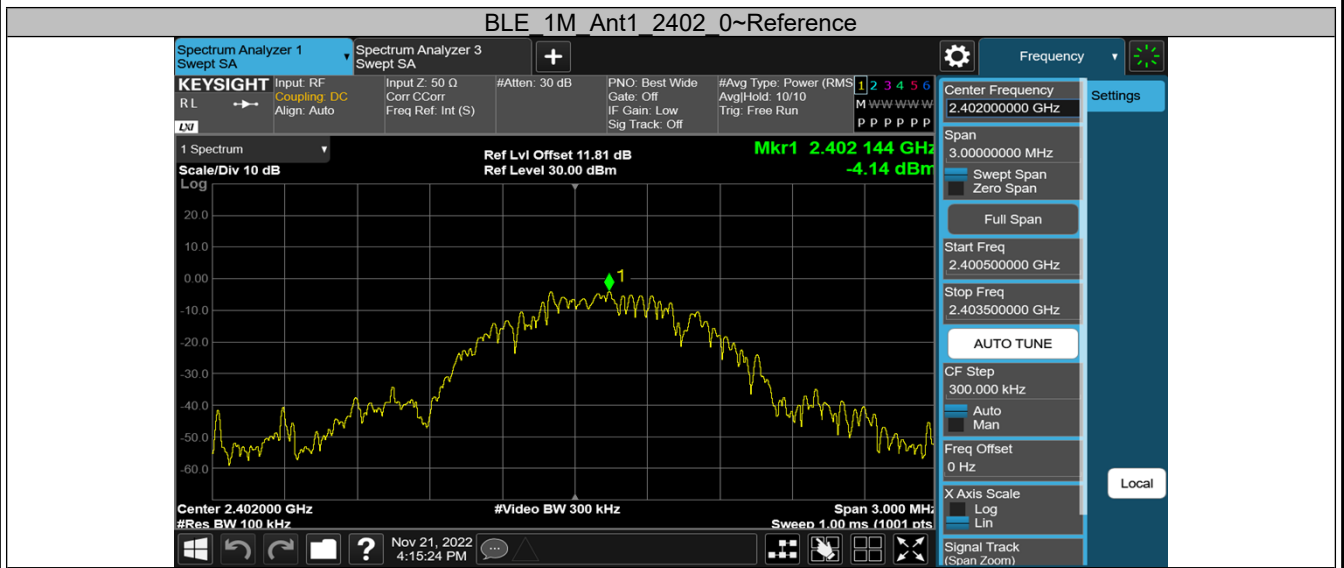 BLE_1M_Ant1_2402_0~Reference
Spectrum Analyzer 1
Swept SA
Spectrum Analyzer 3
Swept SA
Frequency
KEYSIGHT
R L
LXI
Input: RF
Coupling: DC
Align: Auto
Input Z: 50 Ω
Corr CCorr
Freq Ref: Int (S)
#Atten: 30 dB
PNO: Best Wide
Gate: Off
IF Gain: Low
Sig Track: Off
#Avg Type: Power (RMS
Avg|Hold: 10/10
Trig: Free Run
1 2 3 4 5 6
M W W W W W
P P P P P P
1 Spectrum
Scale/Div 10 dB
Log
Ref Lvl Offset 11.81 dB
Ref Level 30.00 dBm
Mkr1 2.402 144 GHz
-4.14 dBm
20.0
10.0
0.00
-10.0
-20.0
-30.0
-40.0
-50.0
-60.0
1
Center 2.402000 GHz
#Res BW 100 kHz
#Video BW 300 kHz
Span 3.000 MHz
Sweep 1.00 ms (1001 pts
Center Frequency
2.402000000 GHz
Span
3.00000000 MHz
Swept Span
Zero Span
Full Span
Start Freq
2.400500000 GHz
Stop Freq
2.403500000 GHz
AUTO TUNE
CF Step
300.000 kHz
Auto
Man
Freq Offset
0 Hz
X Axis Scale
Log
Lin
Signal Track
(Span Zoom)
Settings
Local
?
Nov 21, 2022
4:15:24 PM